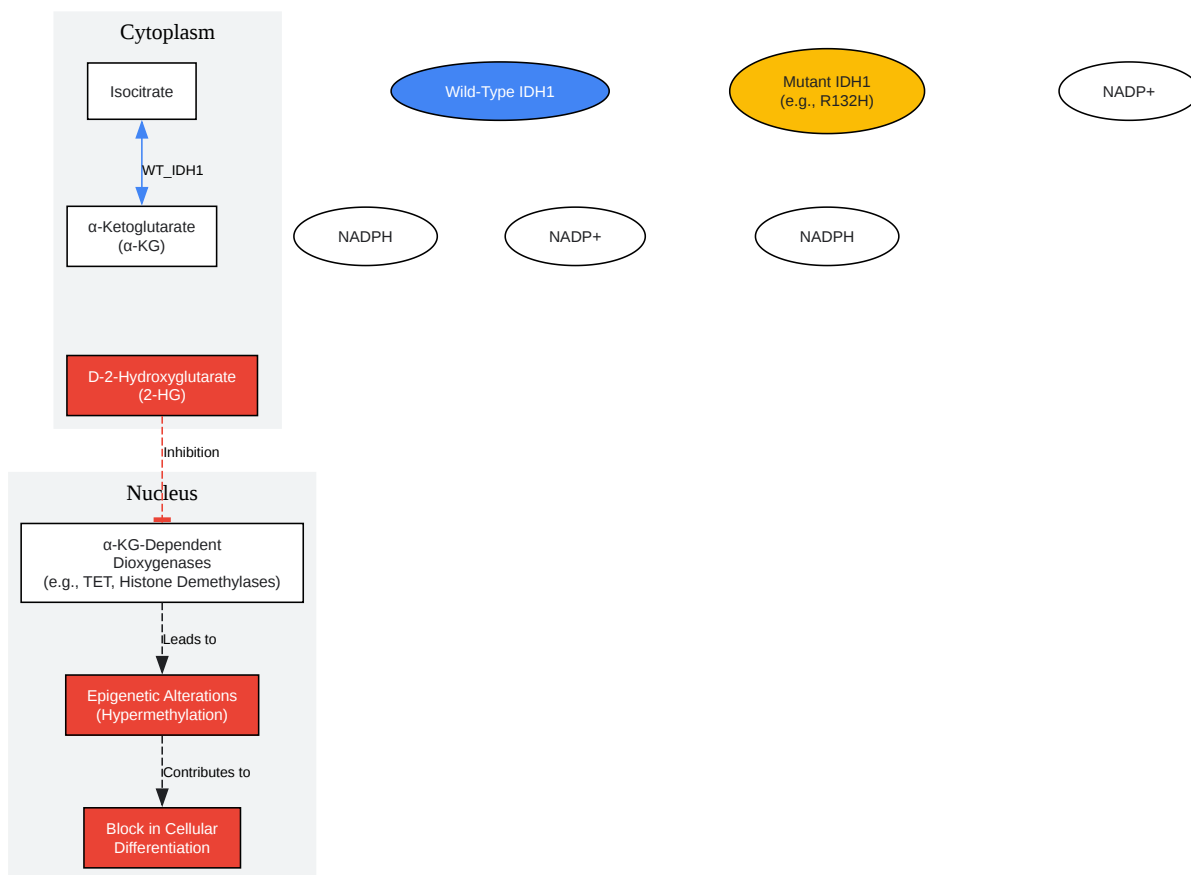 Cytoplasm
Isocitrate
Wild-Type IDH1
Mutant IDH1
(e.g., R132H)
NADP+
WT_IDH1
α-Ketoglutarate
(α-KG)
NADPH
NADP+
NADPH
D-2-Hydroxyglutarate
(2-HG)
Inhibition
Nucleus
α-KG-Dependent
Dioxygenases
(e.g., TET, Histone Demethylases)
Leads to
Epigenetic Alterations
(Hypermethylation)
Contributes to
Block in Cellular
Differentiation